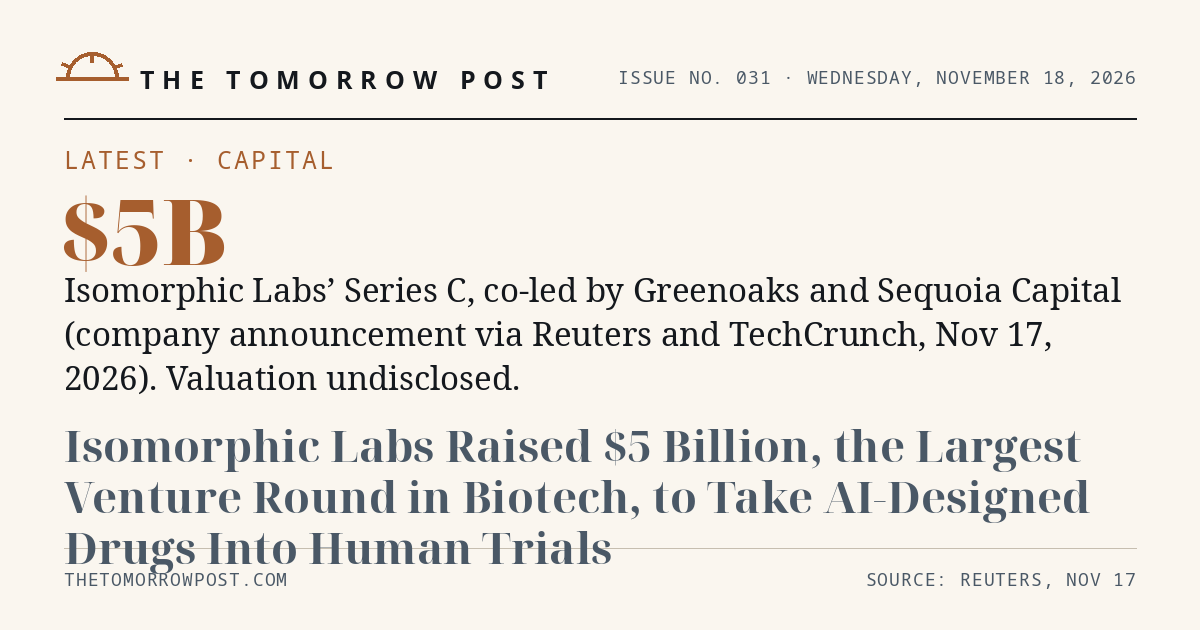 THE TOMORROW POST
ISSUE NO. 031 · WEDNESDAY, NOVEMBER 18, 2026
LATEST · CAPITAL
$5B
Isomorphic Labs’ Series C, co-led by Greenoaks and Sequoia Capital
(company announcement via Reuters and TechCrunch, Nov 17,
2026). Valuation undisclosed.
Isomorphic Labs Raised $5 Billion, the Largest
Venture Round in Biotech, to Take AI-Designed
Drugs Into Human Trials
THETOMORROWPOST.COM
SOURCE: REUTERS, NOV 17